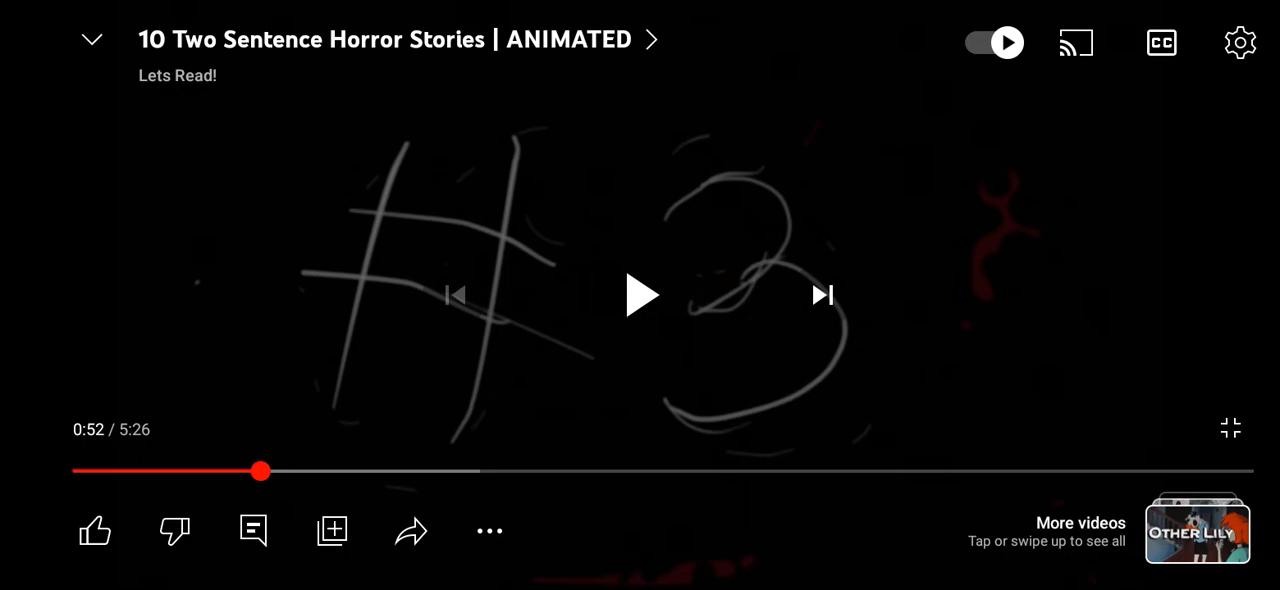 10 Two Sentence Horror Stories | ANIMATED
Lets Read!
CC
#3
0:52 / 5:26
More videos
Tap or swipe up to see all
OTHER LILY